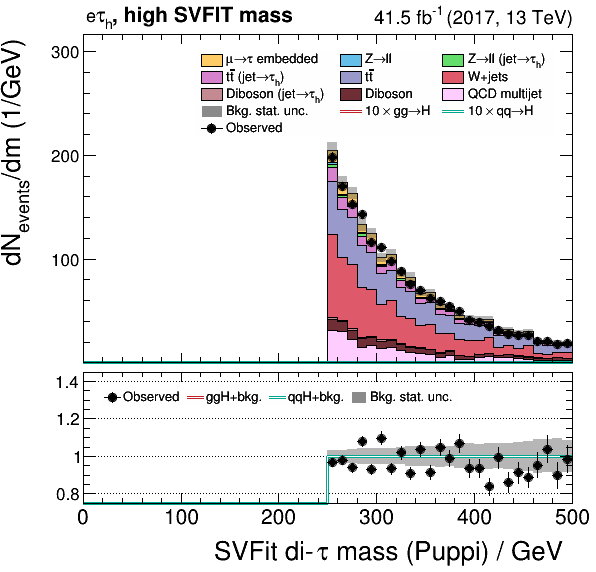 eτh, high SVFIT mass 41.5 fb⁻¹ (2017, 13 TeV)
dNevents/dm (1/GeV)
300
200
100
μ→τ embedded Z→ll Z→ll (jet→τh)
tt̄ (jet→τh) tt̄ W+jets
Diboson (jet→τh) Diboson QCD multijet
Bkg. stat. unc. 10 × gg→H 10 × qq→H
Observed
1.4
1.2
1
0.8
Observed ggH+bkg. qqH+bkg. Bkg. stat. unc.
0 100 200 300 400 500
SVFit di-τ mass (Puppi) / GeV